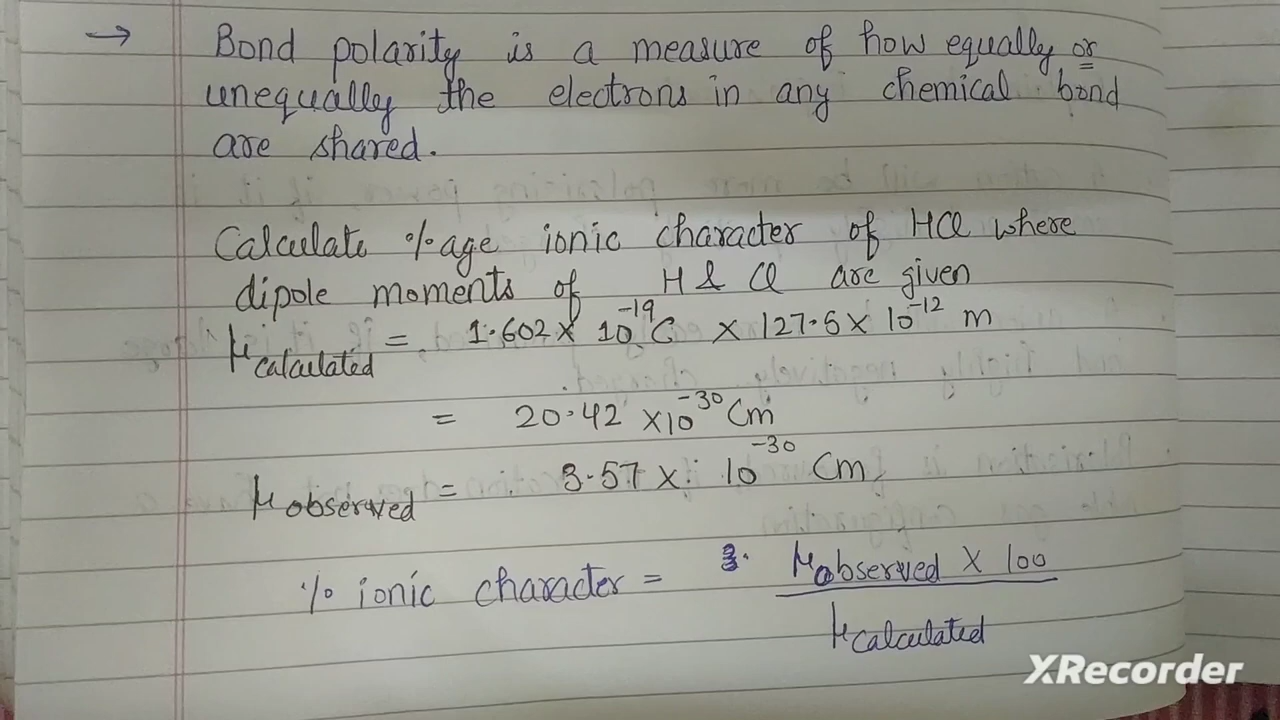 → Bond polarity is a measure of how equally or
unequally the electrons in any chemical bond
are shared.
Calculate %age ionic character of HCl where
dipole moments of H & Cl are given
μcalculated = 1.602 × 10⁻¹⁹ C × 127.5 × 10⁻¹² m
= 20.42 × 10⁻³⁰ Cm
μobserved = 3.57 × 10⁻³⁰ Cm
% ionic character = 3. μobserved × 100
μcalculated
XRecorder